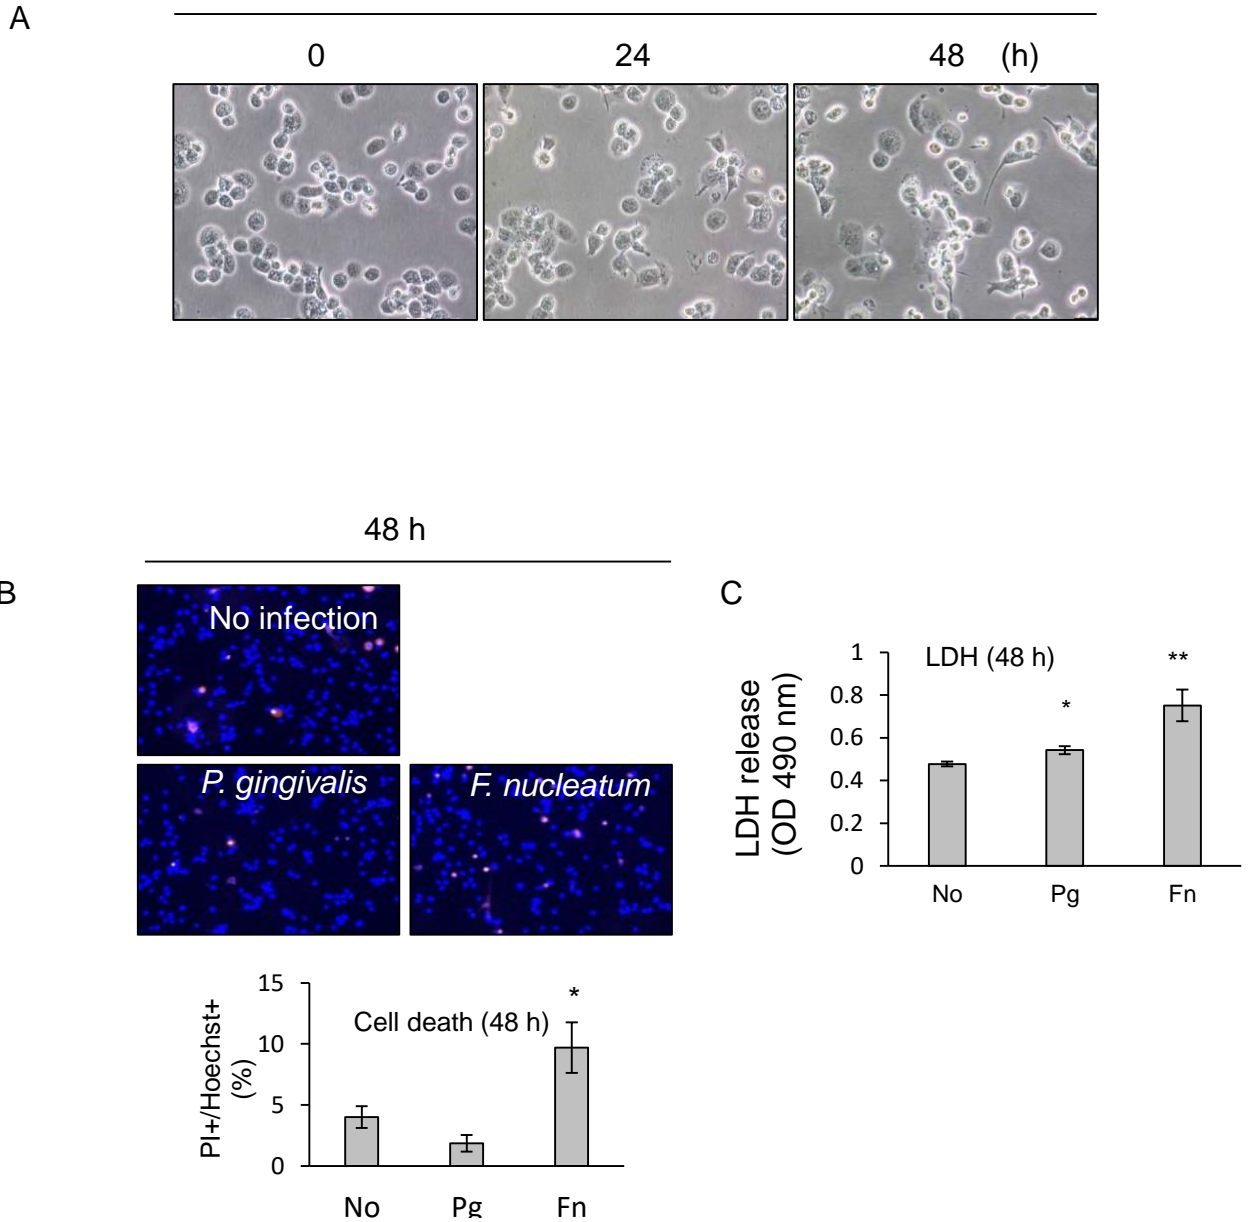 A
0 24 48 (h)
48 h
B
No infection
P. gingivalis F. nucleatum
15
10
5
0
PI+/Hoechst+
(%)
Cell death (48 h)
*
No Pg Fn
C
1
0.8
0.6
0.4
0.2
0
LDH release
(OD 490 nm)
LDH (48 h)
*
**
No Pg Fn